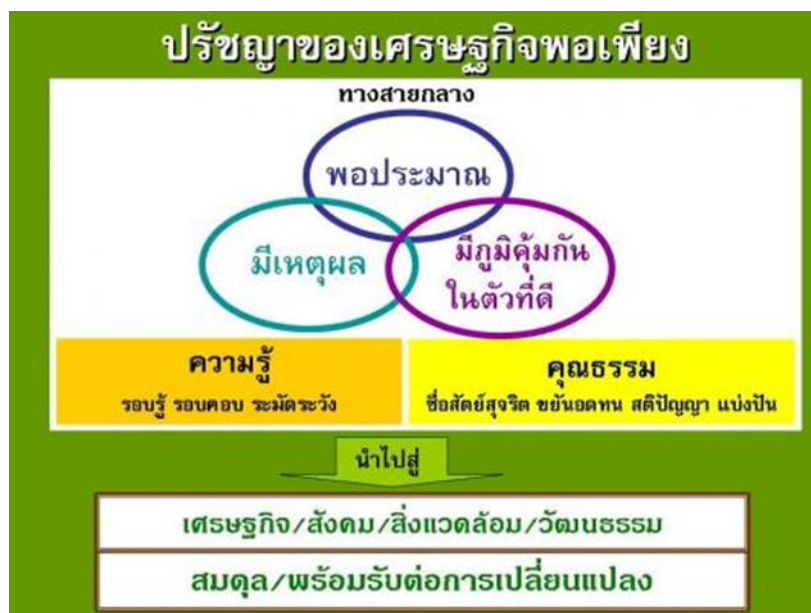 ปรัชญาของเศรษฐกิจพอเพียง
ทางสายกลาง
พอประมาณ
มีเหตุผล
มีภูมิคุ้มกัน
ในตัวที่ดี
ความรู้
รอบรู้ รอบคอบ ระมัดระวัง
คุณธรรม
ซื่อสัตย์สุจริต ขยันอดทน สติปัญญา แบ่งปัน
นำไปสู่
เศรษฐกิจ/สังคม/สิ่งแวดล้อม/วัฒนธรรม
สมดุล/พร้อมรับต่อการเปลี่ยนแปลง